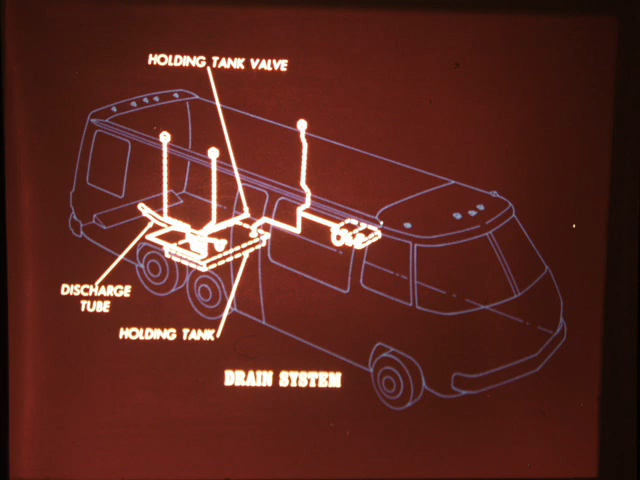 HOLDING TANK VALVE
DISCHARGE
TUBE
HOLDING TANK
DRAIN SYSTEM